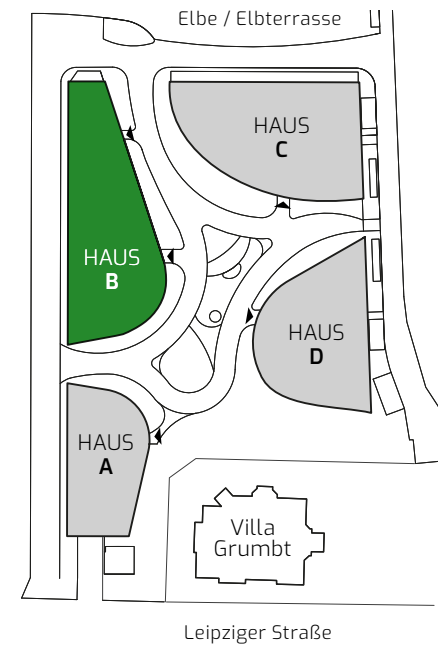 Elbe / Elbterrasse
HAUS
C
HAUS
B
HAUS
D
HAUS
A
Villa
Grumbt
Leipziger Straße